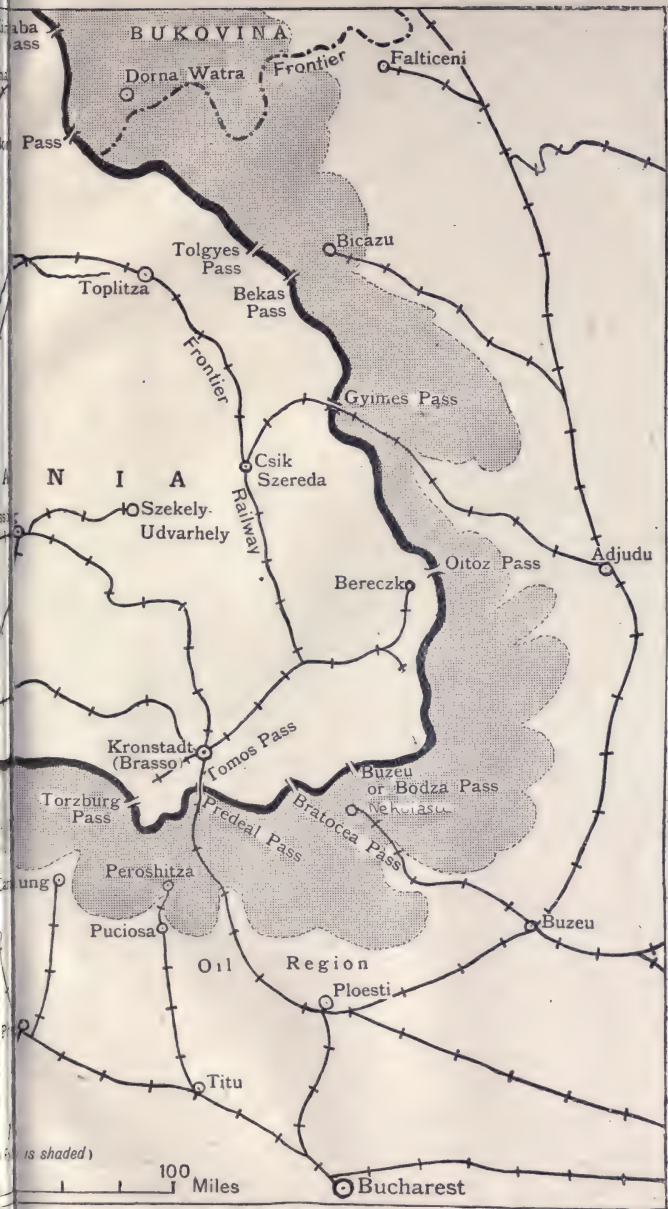 BUKOVINA
Pass
Dorna Watra
Frontier
Falticeni
Pass
Tolgyes
Pass
Bicazu
Toplitza
Bekas
Pass
Frontier
Gyimes Pass
Csik
Szereda
N I A
Szekely-
Udvarhely
Railway
Oitoz Pass
Adjudu
Bereczk
Kronstadt
(Brasso)
Tomos Pass
Buzeu
or Bodza Pass
Torzburg
Pass
Predeal Pass
Bratocea Pass
Nehoiasu
Peroshitza
Puciosa
Buzeu
Oil Region
Ploesti
Titu
is shaded)
100
Miles
Bucharest